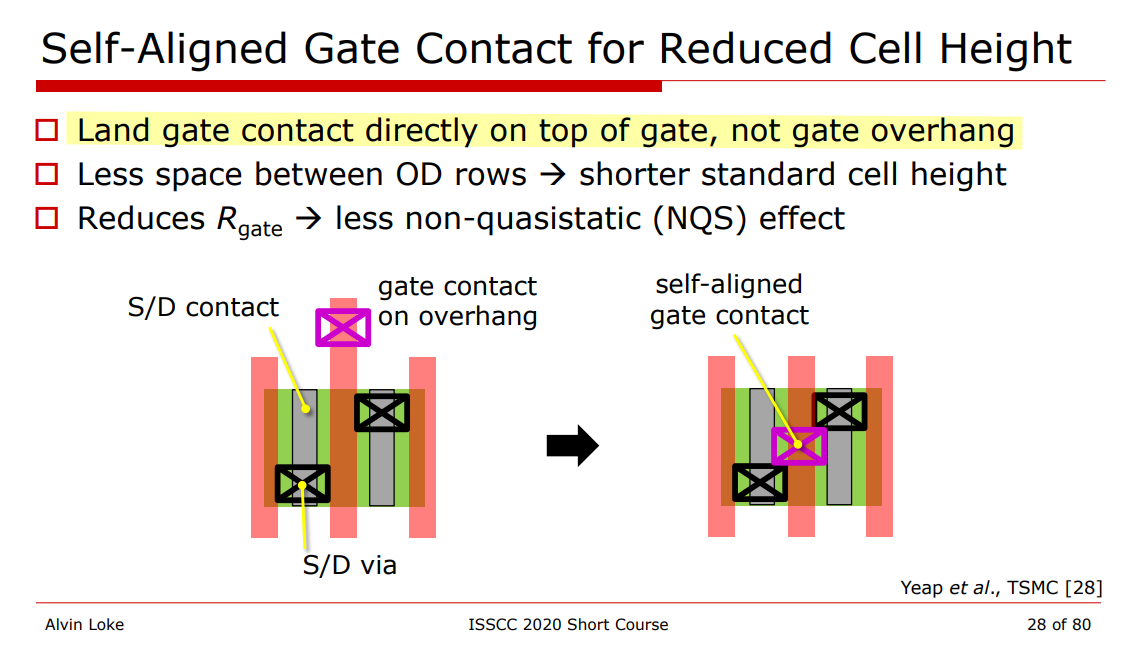 Self-Aligned Gate Contact for Reduced Cell Height
Land gate contact directly on top of gate, not gate overhang
Less space between OD rows → shorter standard cell height
Reduces Rgate → less non-quasistatic (NQS) effect
S/D contact
gate contact
on overhang
self-aligned
gate contact
S/D via
Yeap et al., TSMC [28]
Alvin Loke
ISSCC 2020 Short Course
28 of 80